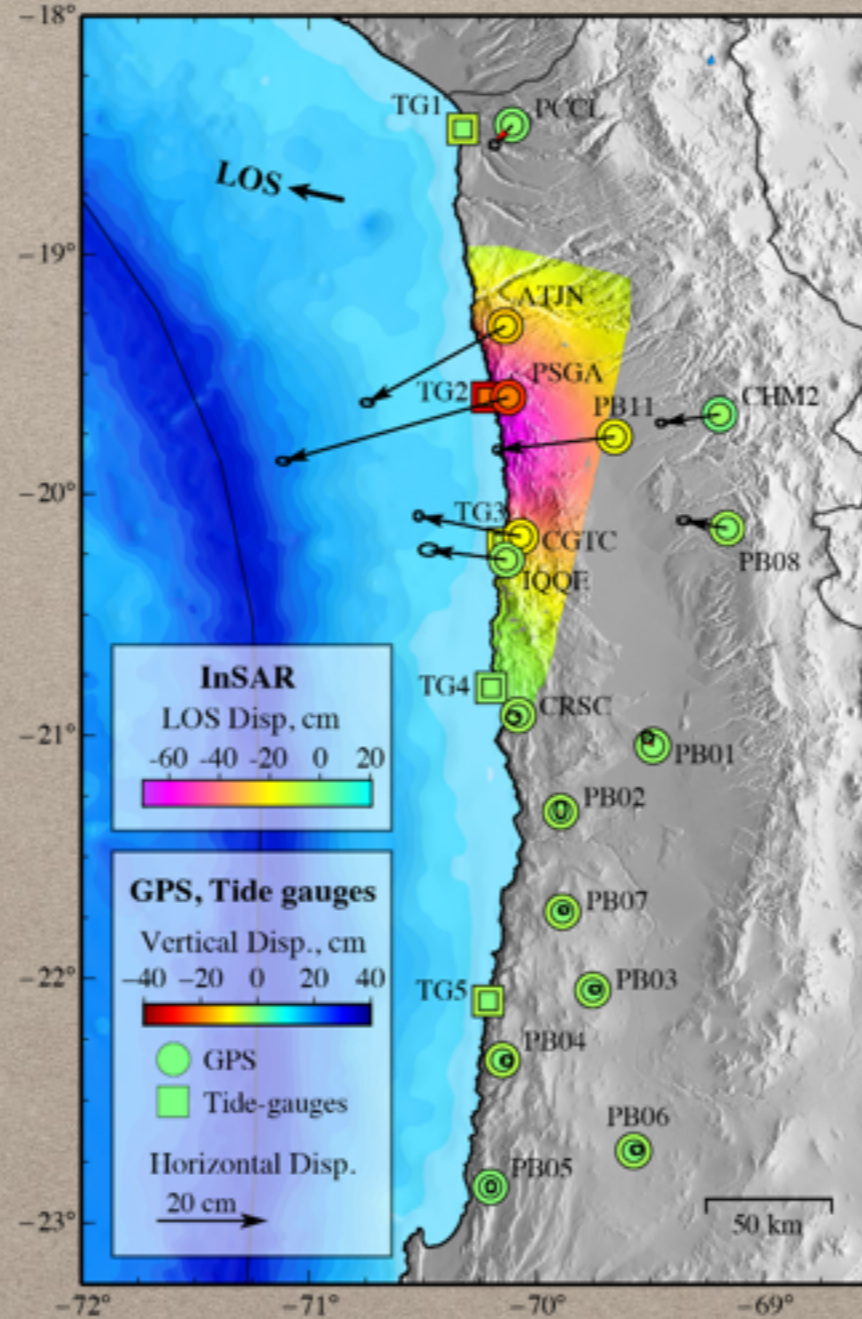 −18°
TG1
PCCL
LOS
−19°
ATJN
TG2
PSGA
PB11
CHM2
−20°
TG3
CGTC
IQQE
PB08
InSAR
LOS Disp, cm
-60 -40 -20 0 20
TG4
CRSC
−21°
PB01
PB02
GPS, Tide gauges
Vertical Disp., cm
−40 −20 0 20 40
PB07
−22°
TG5
PB03
GPS
PB04
Tide-gauges
PB06
Horizontal Disp.
20 cm
PB05
−23°
50 km
−72° −71° −70° −69°